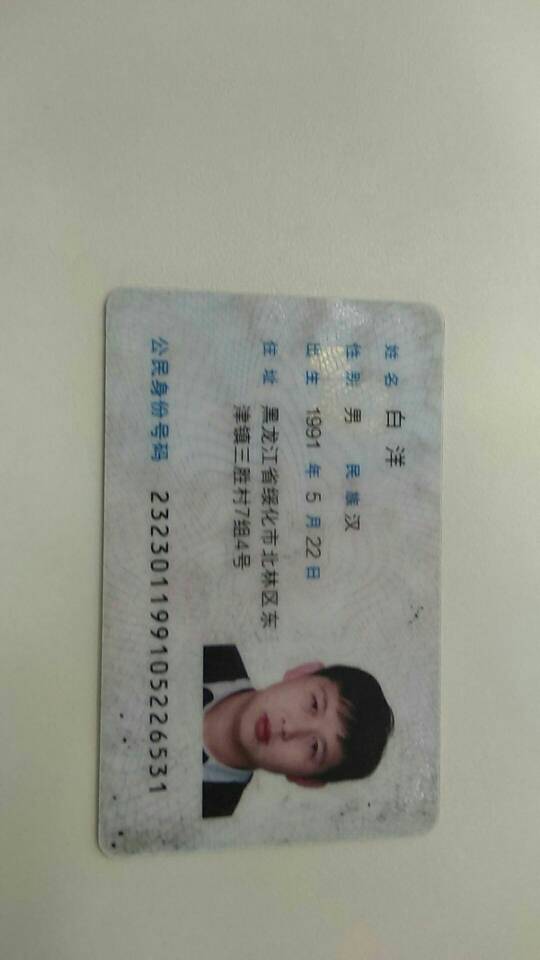 姓名 白洋
性别 男 民族 汉
出生 1991 年 5 月 22 日
住址 黑龙江省绥化市北林区东
津镇三胜村7组4号
公民身份号码 232301199105226531